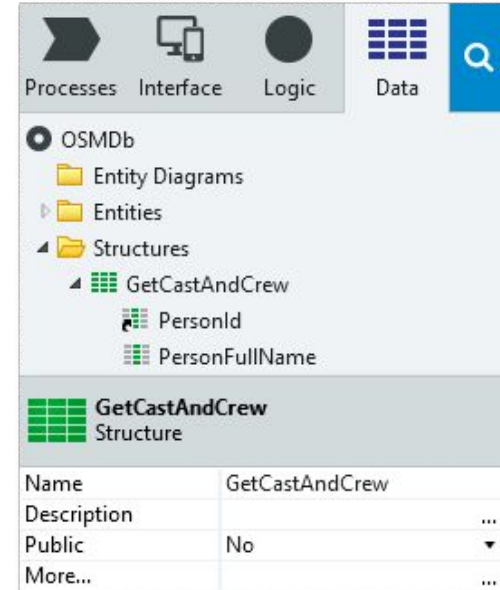 Processes Interface Logic Data
OSMDb
Entity Diagrams
Entities
Structures
GetCastAndCrew
PersonId
PersonFullName
GetCastAndCrew
Structure
Name GetCastAndCrew
Description ...
Public No
More... ...